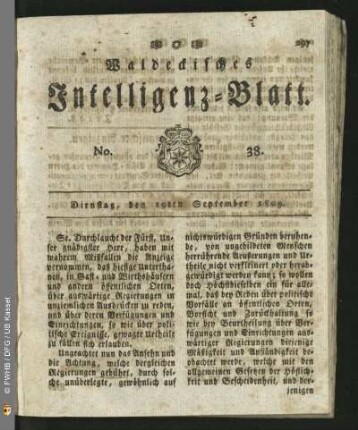 297
Waldeckisches
Intelligenz=Blatt.
No. 38.
Dienstag, den 19ten September 1809.
Se. Durchlaucht der Fürst, Un-
ser gnädigster Herr, haben mit
wahrem Mißfallen die Anzeige
vernommen, daß hiesige Untertha-
nen, in Gast- und Wirthshäusern
und andern öffentlichen Orten,
über auswärtige Regierungen in
unziemlichen Ausdrücken zu reden,
und über deren Verfügungen und
Einrichtungen, so wie über poli-
tische Ereignisse, gewagte Urtheile
zu fällen sich erlauben.
Ungeachtet nun das Ansehn und
die Achtung, welche dergleichen
Regierungen gebührt, durch sol-
che unüberlegte, gewöhnlich auf
nichtswürdigen Gründen beruhen-
de, von ungebildeten Menschen
herrührende Aeusserungen und Ur-
theile, nicht verkleinert oder herab-
gewürdigt werden kann; so wollen
doch Höchstdieselben ein für alle
mal, daß bey Reden über politische
Vorfälle an öffentlichen Orten,
Vorsicht und Zurückhaltung so
wie bey Beurtheilung über Ver-
fügungen und Einrichtungen aus-
wärtiger Regierungen diejenige
Mäßigkeit und Anständigkeit be-
obachtet werde, welche mit den
allgemeinen Gesetzen der Höflich-
keit und Bescheidenheit, und der-
jenigen
© FWHB / DFG / UB Kassel